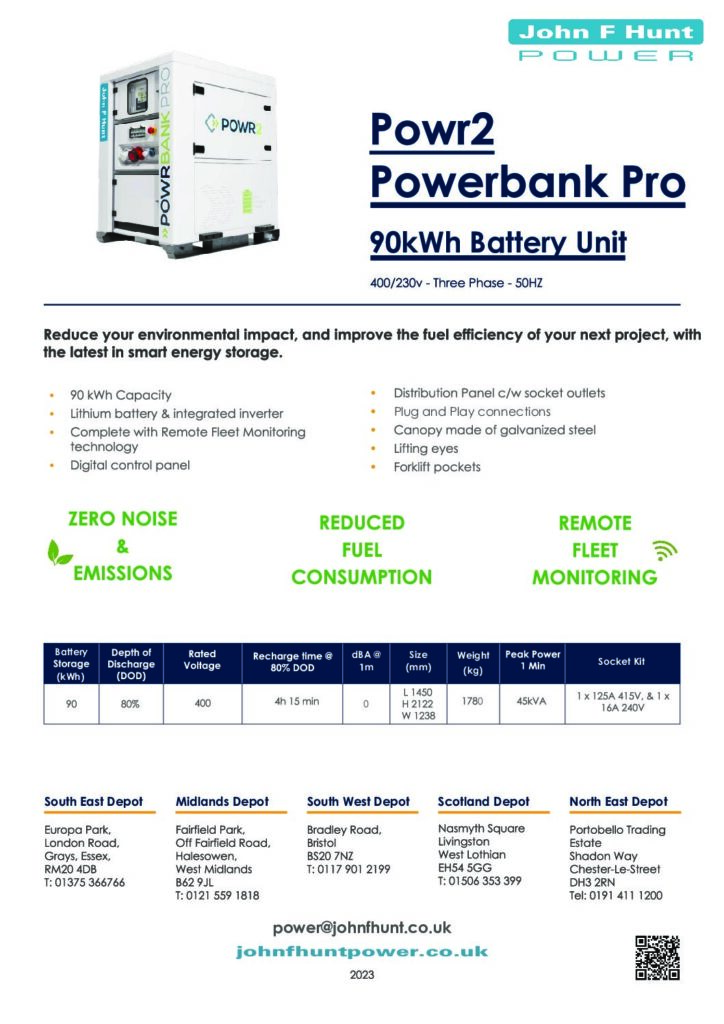 John F Hunt
POWER
John F Hunt
POWRBANK PRO
POWR2
Powr2
Powerbank Pro
90kWh Battery Unit
400/230v - Three Phase - 50HZ
Reduce your environmental impact, and improve the fuel efficiency of your next project, with
the latest in smart energy storage.
• 90 kWh Capacity
• Lithium battery & integrated inverter
• Complete with Remote Fleet Monitoring
technology
• Digital control panel
• Distribution Panel c/w socket outlets
• Plug and Play connections
• Canopy made of galvanized steel
• Lifting eyes
• Forklift pockets
ZERO NOISE
&
EMISSIONS
REDUCED
FUEL
CONSUMPTION
REMOTE
FLEET
MONITORING
Battery
Storage
(kWh)
Depth of
Discharge
(DOD)
Rated
Voltage
Recharge time @
80% DOD
dBA @
1m
Size
(mm)
Weight
(kg)
Peak Power
1 Min
Socket Kit
90
80%
400
4h 15 min
0
L 1450
H 2122
W 1238
1780
45kVA
1 x 125A 415V, & 1 x
16A 240V
South East Depot
Europa Park,
London Road,
Grays, Essex,
RM20 4DB
T: 01375 366766
Midlands Depot
Fairfield Park,
Off Fairfield Road,
Halesowen,
West Midlands
B62 9JL
T: 0121 559 1818
South West Depot
Bradley Road,
Bristol
BS20 7NZ
T: 0117 901 2199
Scotland Depot
Nasmyth Square
Livingston
West Lothian
EH54 5GG
T: 01506 353 399
North East Depot
Portobello Trading
Estate
Shadon Way
Chester-Le-Street
DH3 2RN
Tel: 0191 411 1200
power@johnfhunt.co.uk
johnfhuntpower.co.uk
2023